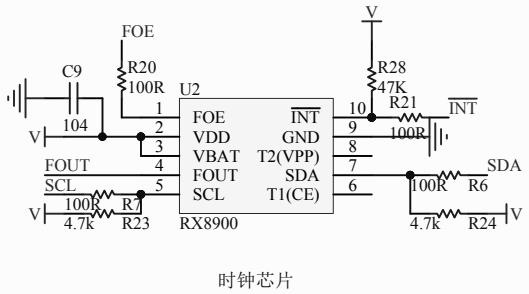 V
FOE
C9
R20
R28
100R
47K
U2
1
10
R21
INT
FOE
INT
104
V
2
VDD
GND
9
100R
3
VBAT
T2(VPP)
8
FOUT
4
FOUT
SDA
7
SDA
SCL
5
SCL
T1(CE)
6
100R
R6
100R
R7
V
4.7k
R23
RX8900
4.7k
R24
V
时钟芯片